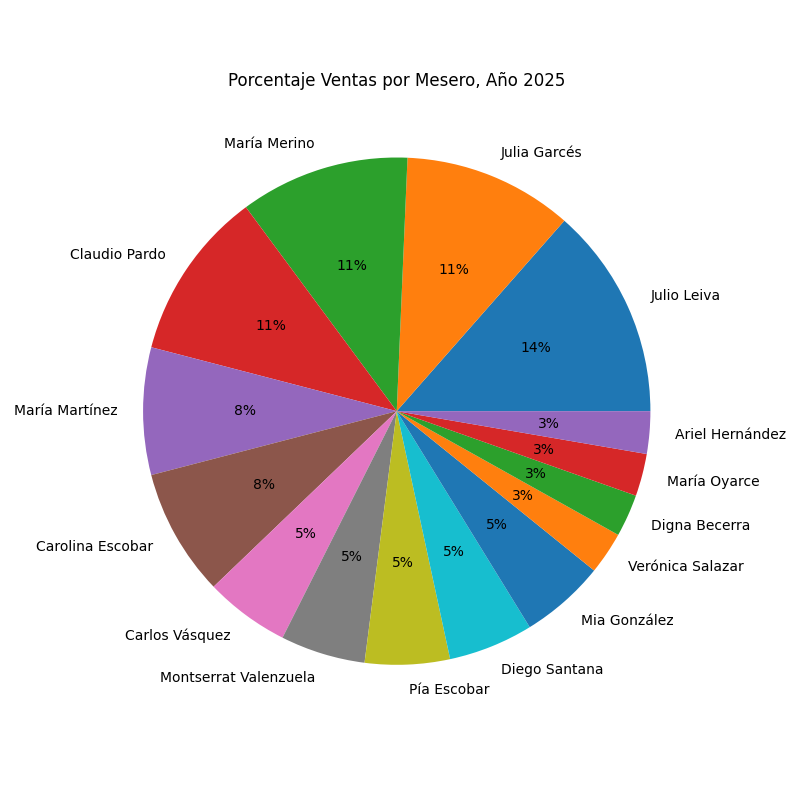 Porcentaje Ventas por Mesero, Año 2025
María Merino
Julia Garcés
Claudio Pardo
11%
11%
Julio Leiva
11%
14%
María Martínez
8%
3%
Ariel Hernández
3%
María Oyarce
8%
3%
3%
Digna Becerra
Carolina Escobar
5%
5%
5%
5%
5%
Verónica Salazar
Carlos Vásquez
Mia González
Montserrat Valenzuela
Diego Santana
Pía Escobar